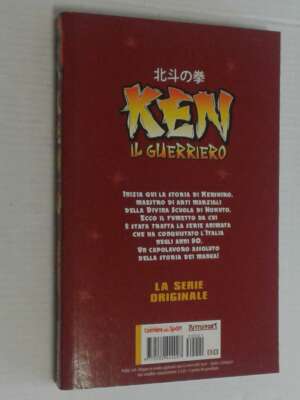 北斗の拳
KEN
IL GUERRIERO
INIZIA QUI LA STORIA DI KENSHIRO,
MAESTRO DI ARTI MARZIALI
DELLA DIVINA SCUOLA DI HOKUTO.
ECCO IL FUMETTO DA CUI
È STATA TRATTA LA SERIE ANIMATA
CHE HA CONQUISTATO L'ITALIA
NEGLI ANNI 80.
UN CAPOLAVORO ASSOLUTO
DELLA STORIA DEI MANGA!
LA SERIE
ORIGINALE